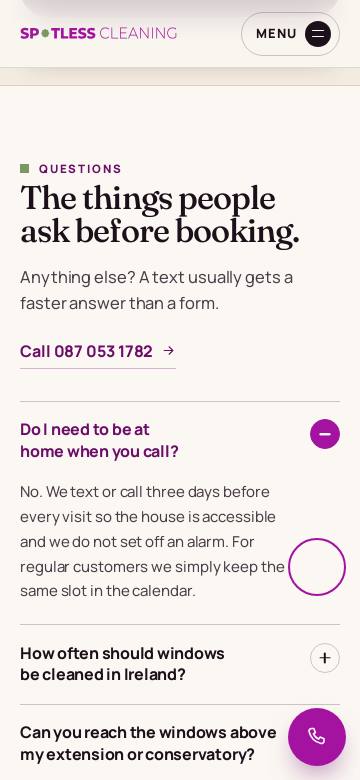 SP TLESS CLEANING
MENU
QUESTIONS
The things people
ask before booking.
Anything else? A text usually gets a
faster answer than a form.
Call 087 053 1782 →
Do I need to be at
home when you call?
No. We text or call three days before
every visit so the house is accessible
and we do not set off an alarm. For
regular customers we simply keep the
same slot in the calendar.
How often should windows
be cleaned in Ireland?
Can you reach the windows above
my extension or conservatory?